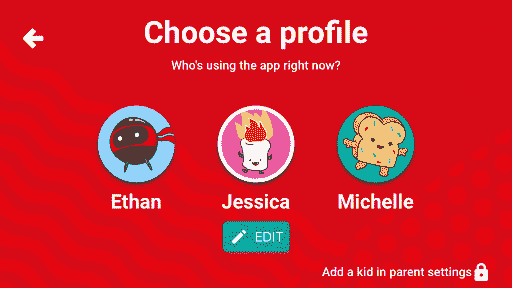 Choose a profile
Who's using the app right now?
Ethan
Jessica
Michelle
EDIT
Add a kid in parent settings